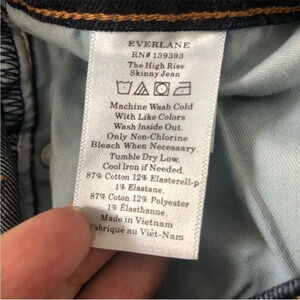 EVERLANE
RN# 139393
The High Rise
Skinny Jean
Machine Wash Cold
With Like Colors
Wash Inside Out.
Only Non-Chlorine
Bleach When Necessary.
Tumble Dry Low.
Cool Iron if Needed.
87% Cotton 12% Elasterell-p
1% Elastane.
87% Coton 12% Polyester
1% Élasthanne.
Made in Vietnam
Fabriqué au Viêt-Nam